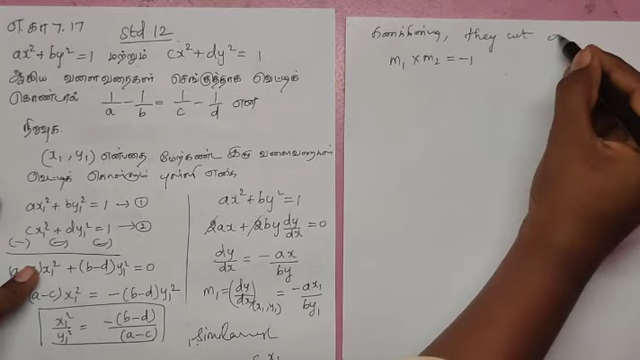 எ.கா 7.17
Std 12
ax² + by² = 1 மற்றும் cx² + dy² = 1
ஆகிய வளைவரைகள் செங்குத்தாக வெட்டிக்
கொண்டால் 1/a - 1/b = 1/c - 1/d என
நிறுவுக.
(x₁, y₁) என்பதை மேற்கண்ட இரு வளைவரைகள்
வெட்டிக் கொள்ளும் புள்ளி என்க
ax₁² + by₁² = 1 → ①
cx₁² + dy₁² = 1 → ②
(-) (-) (-)
)x₁² + (b-d)y₁² = 0
(a-c)x₁² = -(b-d)y₁²
x₁²/y₁² = -(b-d)/(a-c)
ax² + by² = 1
2ax + 2by dy/dx = 0
dy/dx = -ax/by
m₁ = (dy/dx)(x₁, y₁) = -ax₁/by₁
Similarly
cx₁
they cut
m₁ × m₂ = -1